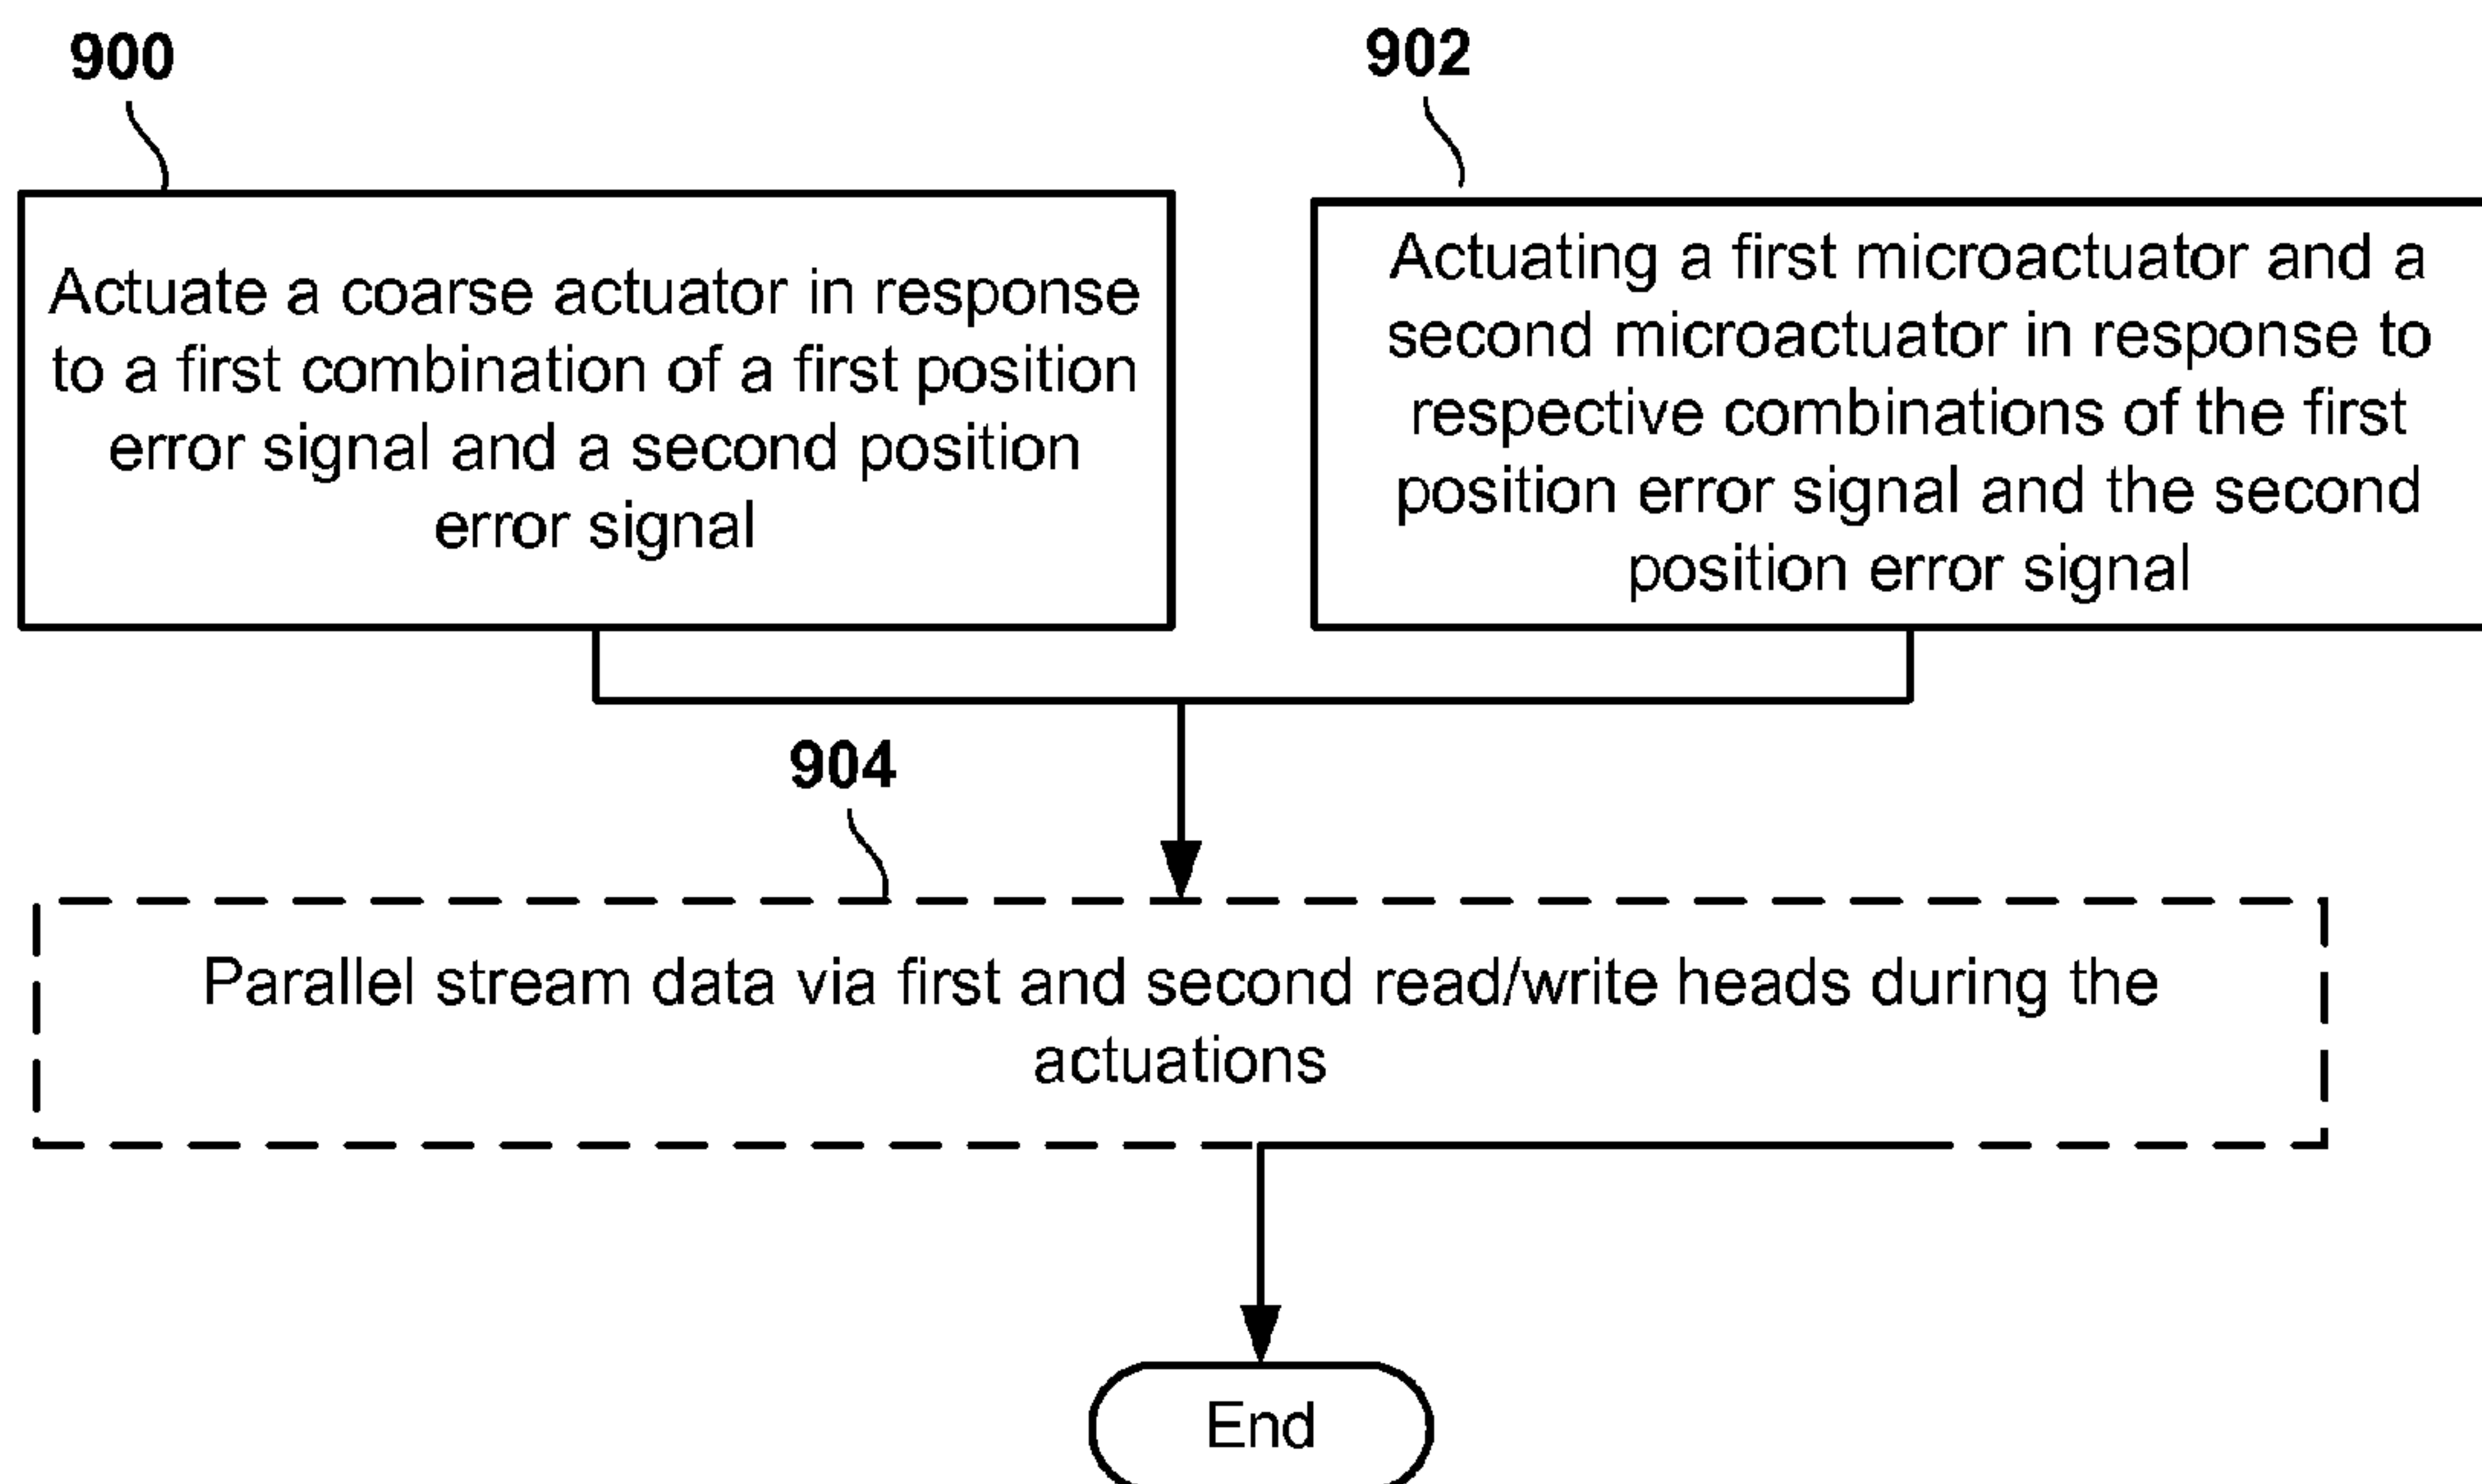 900
Actuate a coarse actuator in response
to a first combination of a first position
error signal and a second position
error signal
902
Actuating a first microactuator and a
second microactuator in response to
respective combinations of the first
position error signal and the second
position error signal
904
Parallel stream data via first and second read/write heads during the
actuations
End